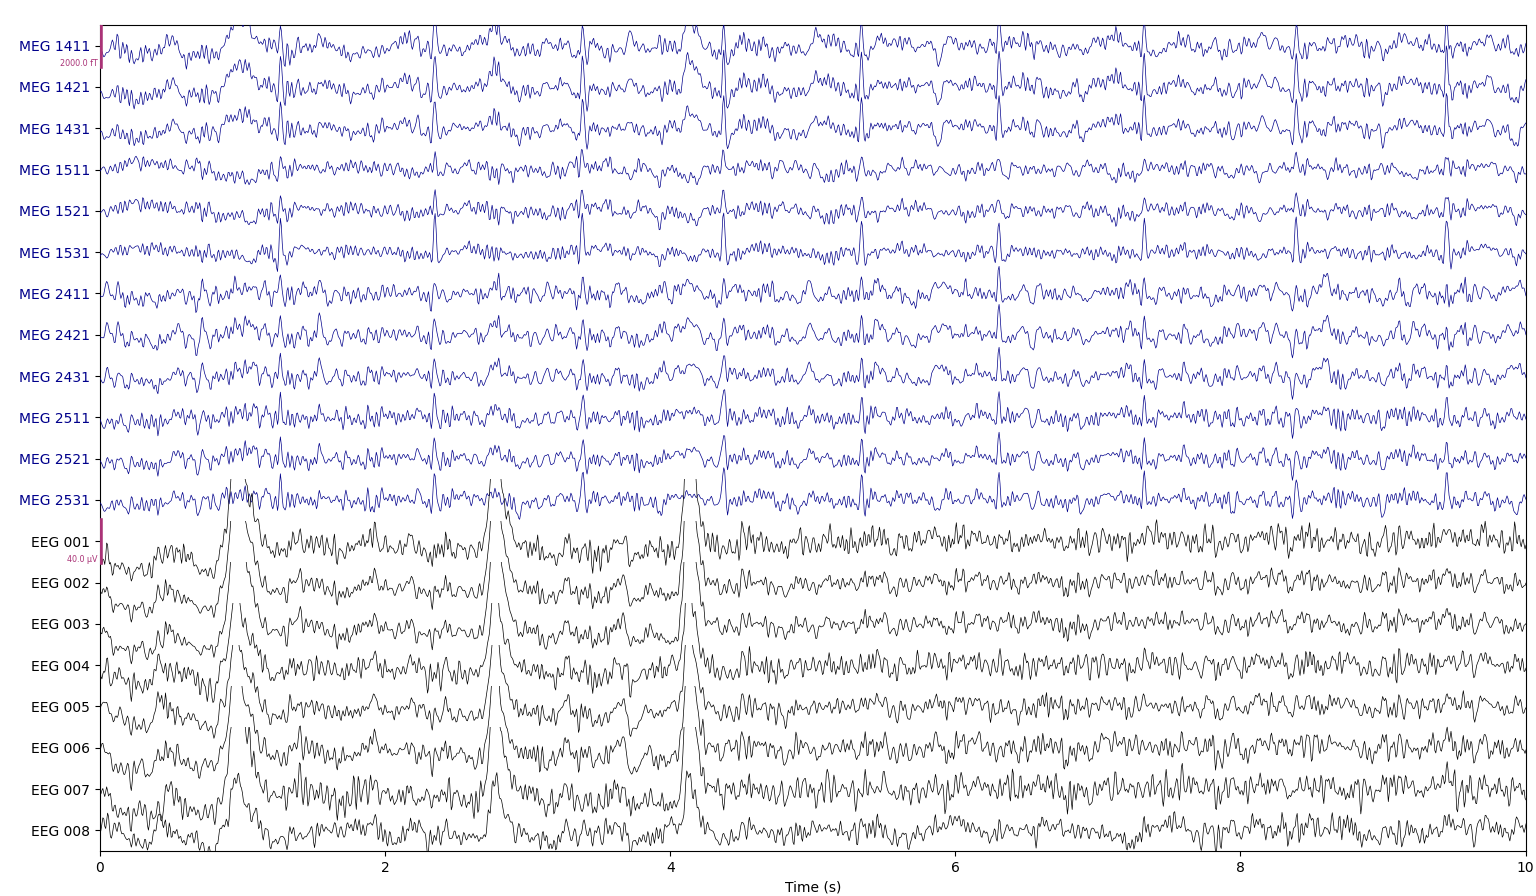 MEG 1411
2000.0 fT
MEG 1421
MEG 1431
MEG 1511
MEG 1521
MEG 1531
MEG 2411
MEG 2421
MEG 2431
MEG 2511
MEG 2521
MEG 2531
EEG 001
40.0 µV
EEG 002
EEG 003
EEG 004
EEG 005
EEG 006
EEG 007
EEG 008
0 2 4 6 8 10
Time (s)